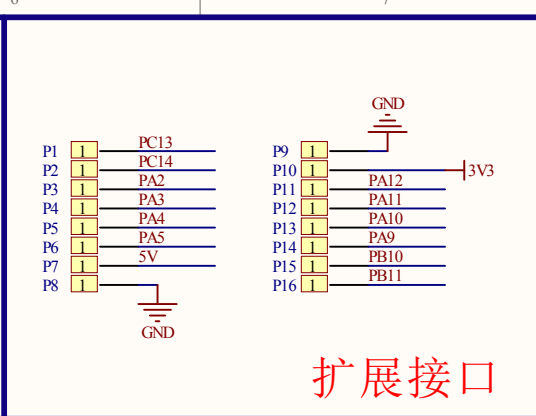 P1 1 PC13
P2 1 PC14
P3 1 PA2
P4 1 PA3
P5 1 PA4
P6 1 PA5
P7 1 5V
P8 1
GND
GND
P9 1
P10 1 3V3
P11 1 PA12
P12 1 PA11
P13 1 PA10
P14 1 PA9
P15 1 PB10
P16 1 PB11
扩展接口